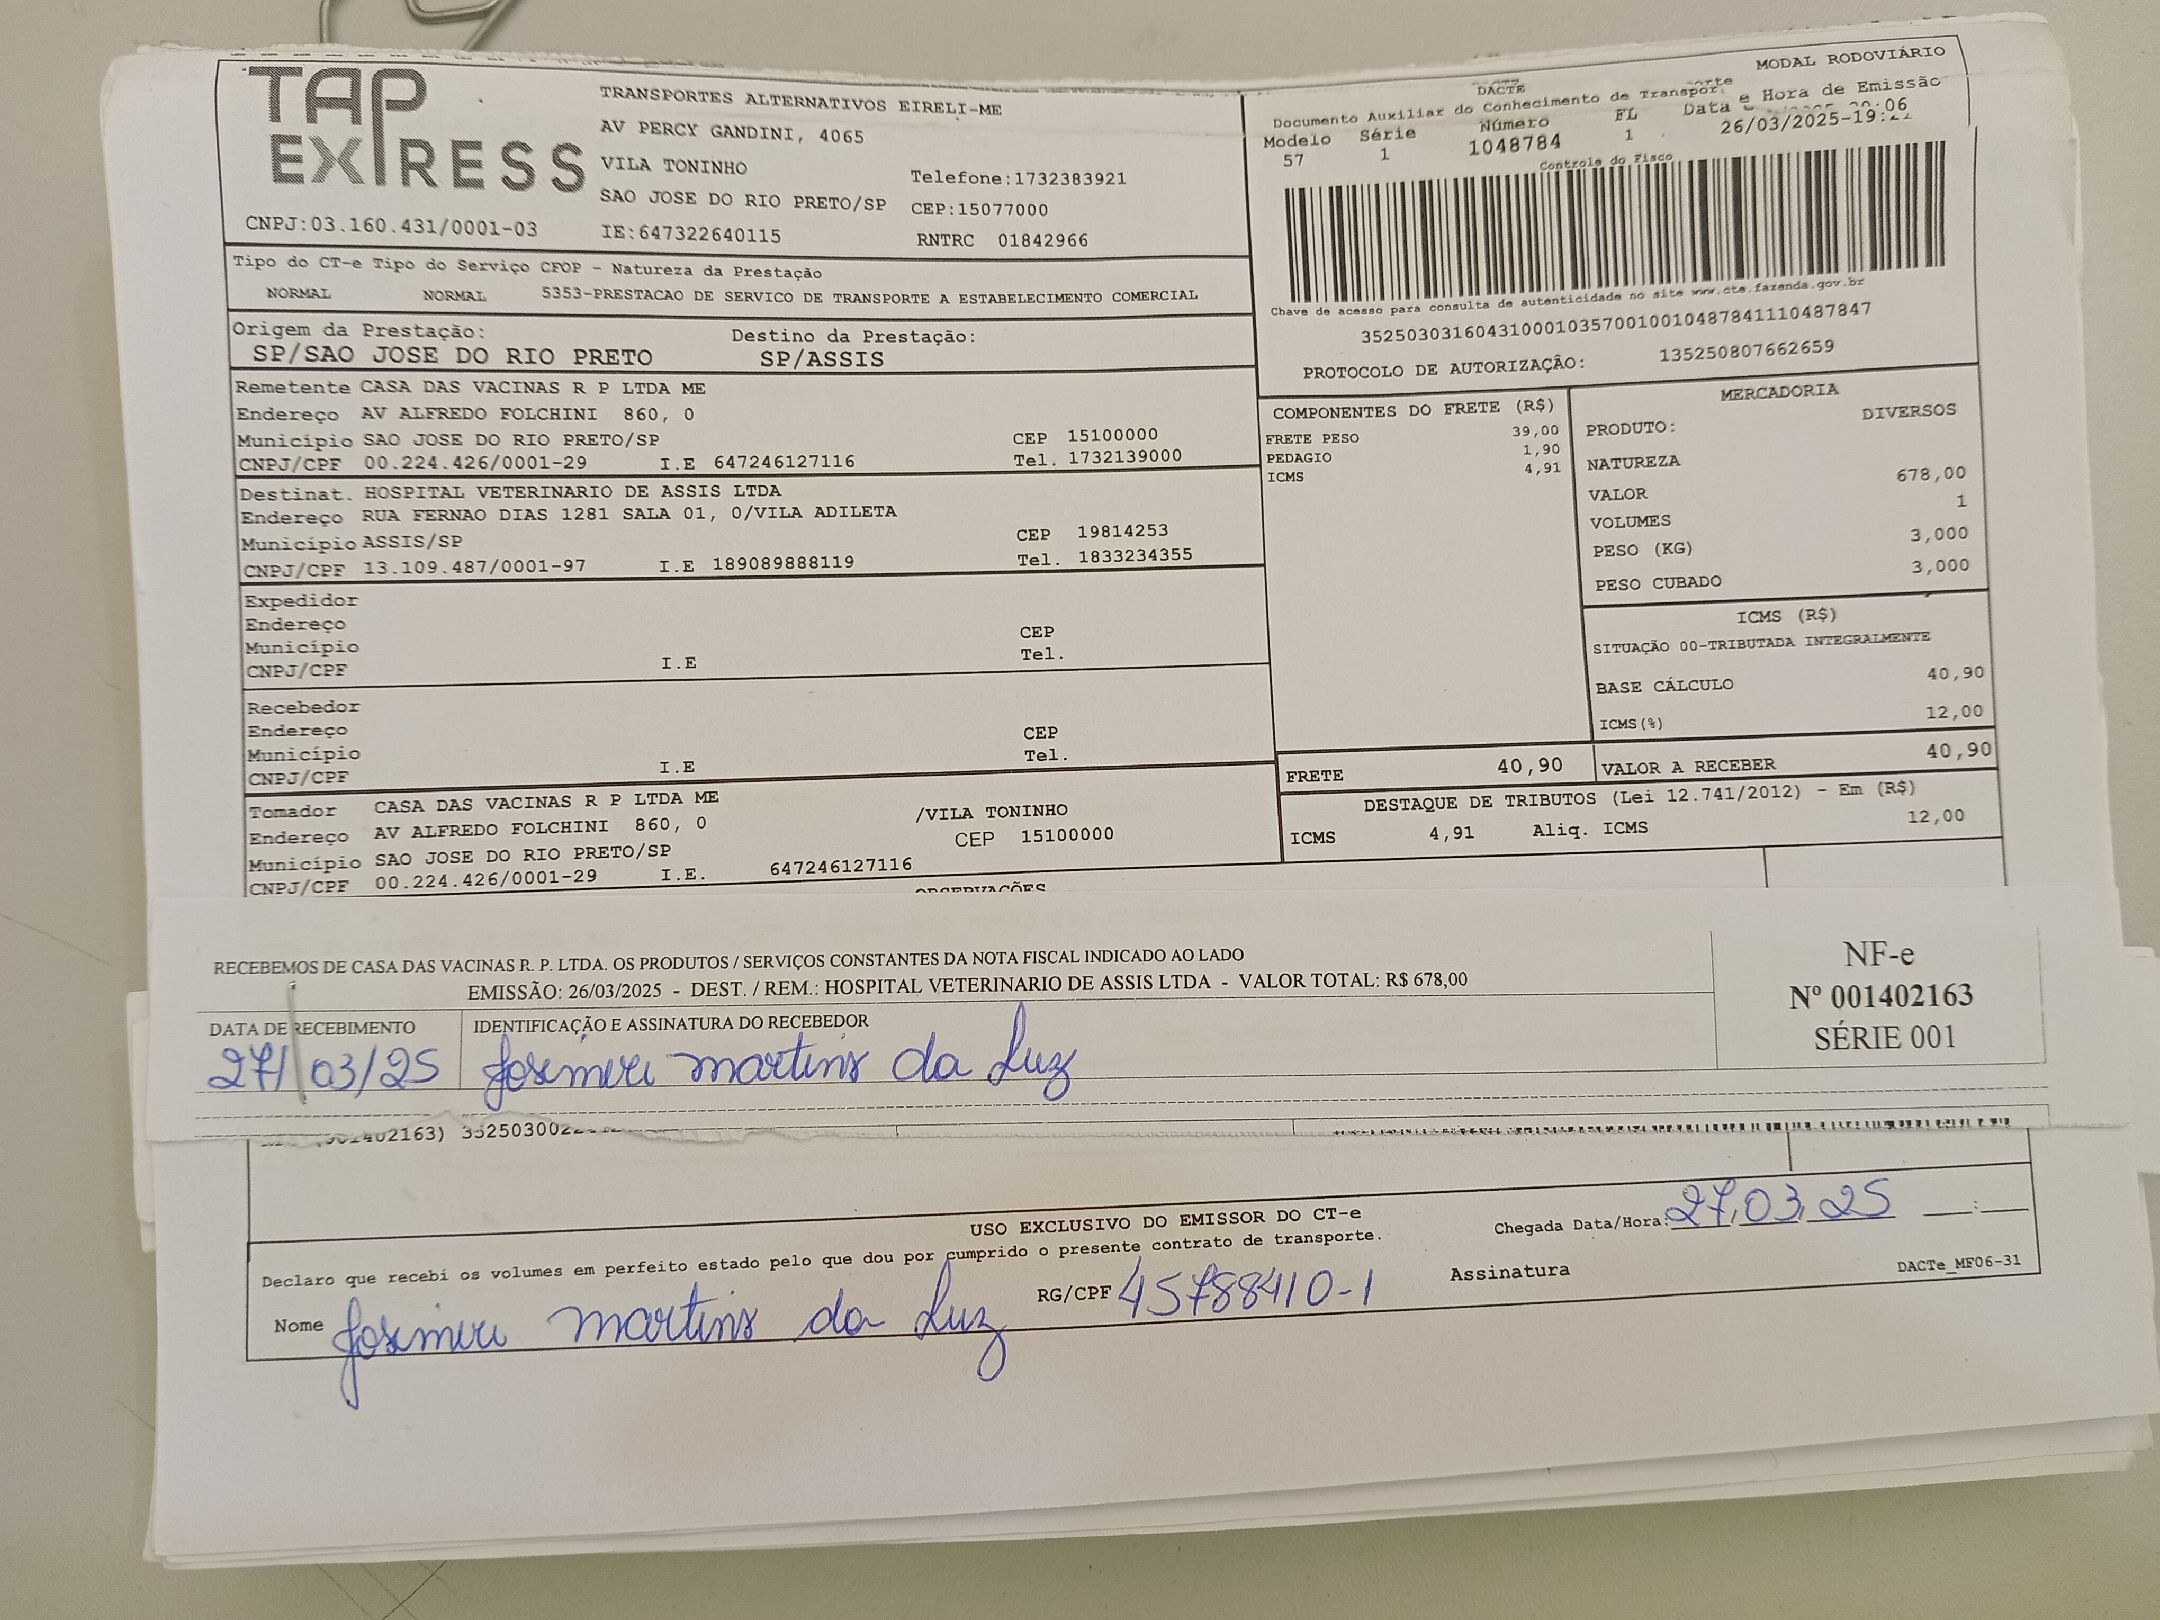 TAP
EXPRESS
CNPJ:03.160.431/0001-03
TRANSPORTES ALTERNATIVOS EIRELI-ME
AV PERCY GANDINI, 4065
VILA TONINHO
Telefone:1732383921
SAO JOSE DO RIO PRETO/SP CEP:15077000
IE:647322640115 RNTRC 01842966
MODAL RODOVIÁRIO
DACTE
Documento Auxiliar do Conhecimento de Transporte
Modelo Série Número FL Data e Hora de Emissão
57 1 1048784 1 26/03/2025-19:
Controle do Fisco
Chave de acesso para consulta de autenticidade no site www.cte.fazenda.gov.br
35250303160431000103570010010487841110487847
PROTOCOLO DE AUTORIZAÇÃO: 135250807662659
Tipo do CT-e Tipo do Serviço CFOP - Natureza da Prestação
NORMAL NORMAL 5353-PRESTACAO DE SERVICO DE TRANSPORTE A ESTABELECIMENTO COMERCIAL
Origem da Prestação: Destino da Prestação:
SP/SAO JOSE DO RIO PRETO SP/ASSIS
Remetente CASA DAS VACINAS R P LTDA ME
Endereço AV ALFREDO FOLCHINI 860, 0
Município SAO JOSE DO RIO PRETO/SP CEP 15100000
CNPJ/CPF 00.224.426/0001-29 I.E 647246127116 Tel. 1732139000
Destinat. HOSPITAL VETERINARIO DE ASSIS LTDA
Endereço RUA FERNAO DIAS 1281 SALA 01, 0/VILA ADILETA
Município ASSIS/SP CEP 19814253
CNPJ/CPF 13.109.487/0001-97 I.E 189089888119 Tel. 1833234355
Expedidor
Endereço
Município CEP
CNPJ/CPF I.E Tel.
Recebedor
Endereço
Município CEP
CNPJ/CPF I.E Tel.
Tomador CASA DAS VACINAS R P LTDA ME
Endereço AV ALFREDO FOLCHINI 860, 0 /VILA TONINHO
Município SAO JOSE DO RIO PRETO/SP CEP 15100000
CNPJ/CPF 00.224.426/0001-29 I.E. 647246127116
OBSERVAÇÕES
COMPONENTES DO FRETE (R$)
FRETE PESO 39,00
PEDAGIO 1,90
ICMS 4,91
MERCADORIA
PRODUTO: DIVERSOS
NATUREZA
VALOR 678,00
VOLUMES 1
PESO (KG) 3,000
PESO CUBADO 3,000
ICMS (R$)
SITUAÇÃO 00-TRIBUTADA INTEGRALMENTE
BASE CÁLCULO 40,90
ICMS(%) 12,00
FRETE 40,90 VALOR A RECEBER 40,90
DESTAQUE DE TRIBUTOS (Lei 12.741/2012) - Em (R$)
ICMS 4,91 Aliq. ICMS 12,00
RECEBEMOS DE CASA DAS VACINAS R. P. LTDA. OS PRODUTOS / SERVIÇOS CONSTANTES DA NOTA FISCAL INDICADO AO LADO
EMISSÃO: 26/03/2025 - DEST. / REM.: HOSPITAL VETERINARIO DE ASSIS LTDA - VALOR TOTAL: R$ 678,00
DATA DE RECEBIMENTO IDENTIFICAÇÃO E ASSINATURA DO RECEBEDOR
27/03/25 Josimeri martins da Luz
NF-e
Nº 001402163
SÉRIE 001
USO EXCLUSIVO DO EMISSOR DO CT-e
Chegada Data/Hora: 27,03,25 __:__
Declaro que recebi os volumes em perfeito estado pelo que dou por cumprido o presente contrato de transporte.
Nome Josimeri martins da Luz RG/CPF 45788410-1 Assinatura
DACTe_MF06-31